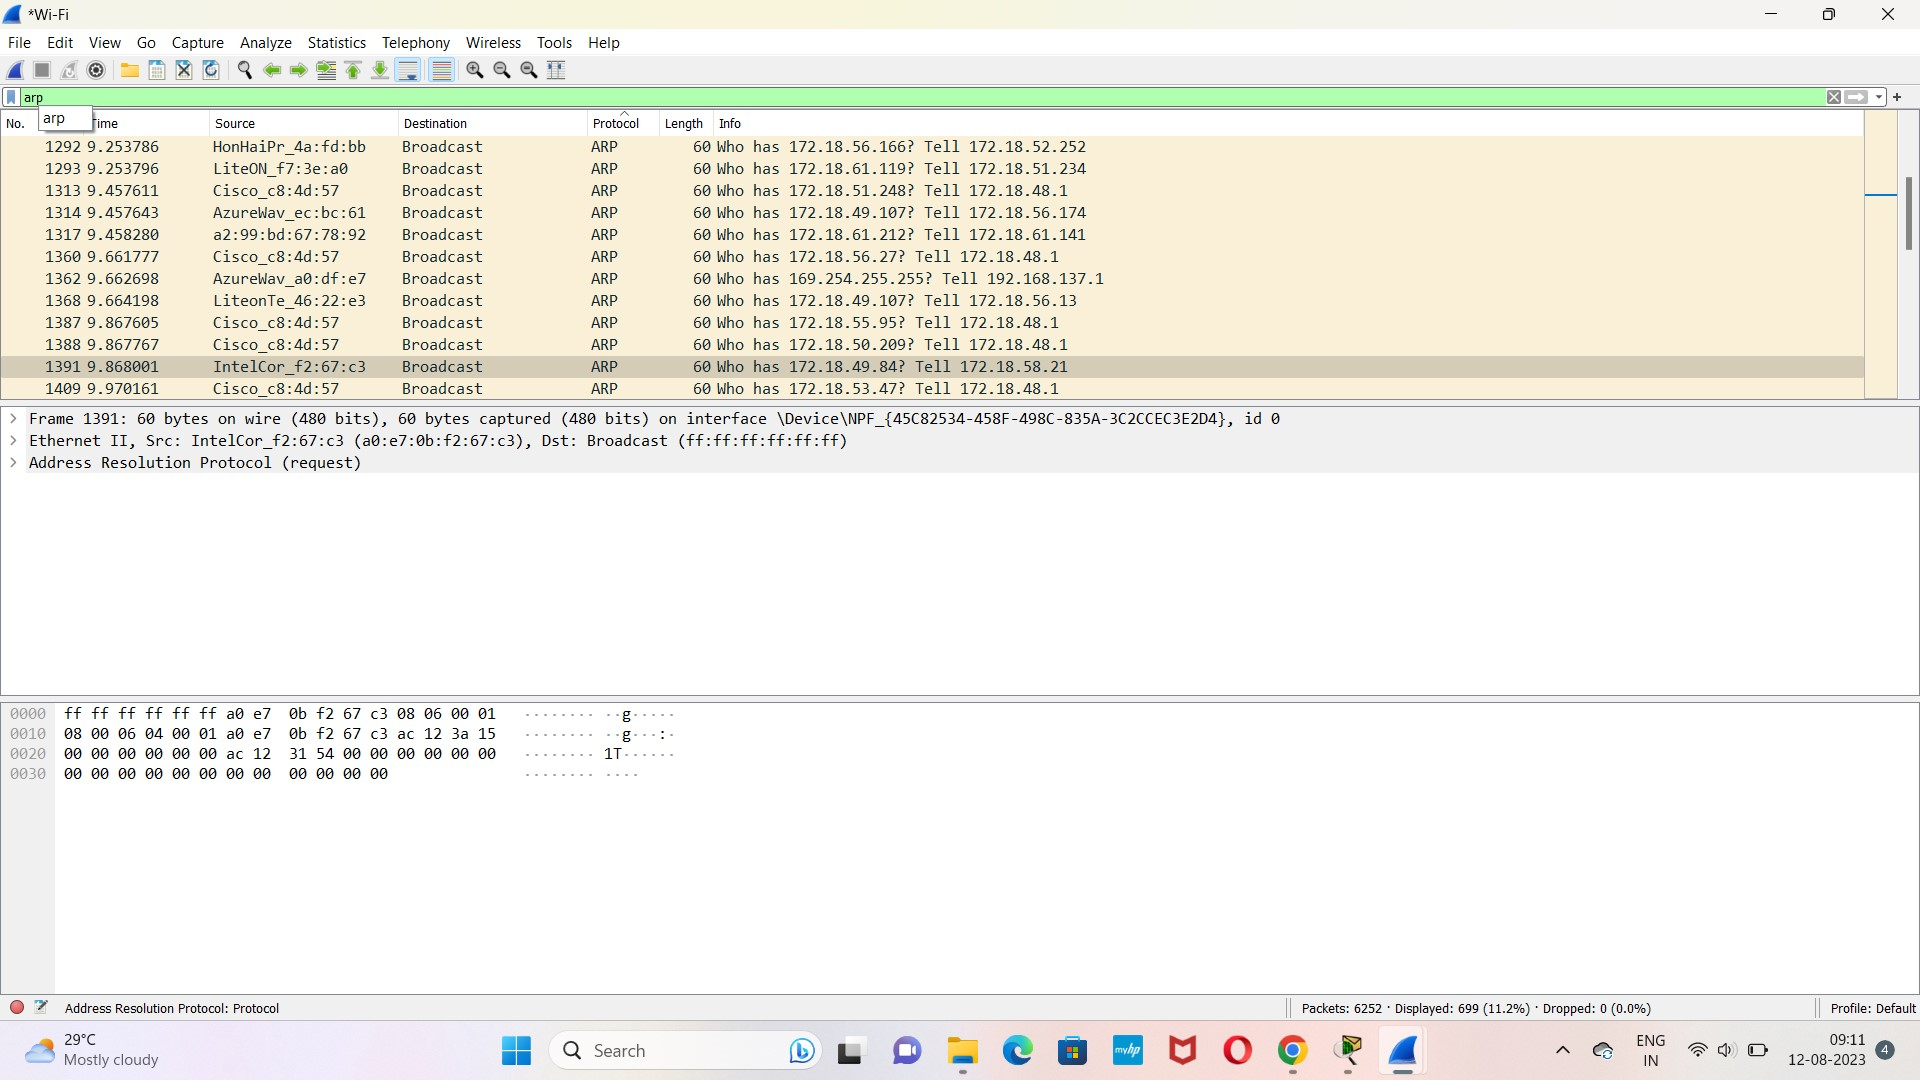 *Wi-Fi
File Edit View Go Capture Analyze Statistics Telephony Wireless Tools Help
arp
arp
No. Time Source Destination Protocol Length Info
1292 9.253786 HonHaiPr_4a:fd:bb Broadcast ARP 60 Who has 172.18.56.166? Tell 172.18.52.252
1293 9.253796 LiteON_f7:3e:a0 Broadcast ARP 60 Who has 172.18.61.119? Tell 172.18.51.234
1313 9.457611 Cisco_c8:4d:57 Broadcast ARP 60 Who has 172.18.51.248? Tell 172.18.48.1
1314 9.457643 AzureWav_ec:bc:61 Broadcast ARP 60 Who has 172.18.49.107? Tell 172.18.56.174
1317 9.458280 a2:99:bd:67:78:92 Broadcast ARP 60 Who has 172.18.61.212? Tell 172.18.61.141
1360 9.661777 Cisco_c8:4d:57 Broadcast ARP 60 Who has 172.18.56.27? Tell 172.18.48.1
1362 9.662698 AzureWav_a0:df:e7 Broadcast ARP 60 Who has 169.254.255.255? Tell 192.168.137.1
1368 9.664198 LiteonTe_46:22:e3 Broadcast ARP 60 Who has 172.18.49.107? Tell 172.18.56.13
1387 9.867605 Cisco_c8:4d:57 Broadcast ARP 60 Who has 172.18.55.95? Tell 172.18.48.1
1388 9.867767 Cisco_c8:4d:57 Broadcast ARP 60 Who has 172.18.50.209? Tell 172.18.48.1
1391 9.868001 IntelCor_f2:67:c3 Broadcast ARP 60 Who has 172.18.49.84? Tell 172.18.58.21
1409 9.970161 Cisco_c8:4d:57 Broadcast ARP 60 Who has 172.18.53.47? Tell 172.18.48.1
Frame 1391: 60 bytes on wire (480 bits), 60 bytes captured (480 bits) on interface \Device\NPF_{45C82534-458F-498C-835A-3C2CCEC3E2D4}, id 0
Ethernet II, Src: IntelCor_f2:67:c3 (a0:e7:0b:f2:67:c3), Dst: Broadcast (ff:ff:ff:ff:ff:ff)
Address Resolution Protocol (request)
0000 ff ff ff ff ff ff a0 e7 0b f2 67 c3 08 06 00 01 ········ ··g·····
0010 08 00 06 04 00 01 a0 e7 0b f2 67 c3 ac 12 3a 15 ········ ··g···:·
0020 00 00 00 00 00 00 ac 12 31 54 00 00 00 00 00 00 ········ 1T······
0030 00 00 00 00 00 00 00 00 00 00 00 00 ········ ····
Address Resolution Protocol: Protocol Packets: 6252 · Displayed: 699 (11.2%) · Dropped: 0 (0.0%) Profile: Default
29°C
Mostly cloudy
Search
myhp
ENG
IN
09:11
12-08-2023
4